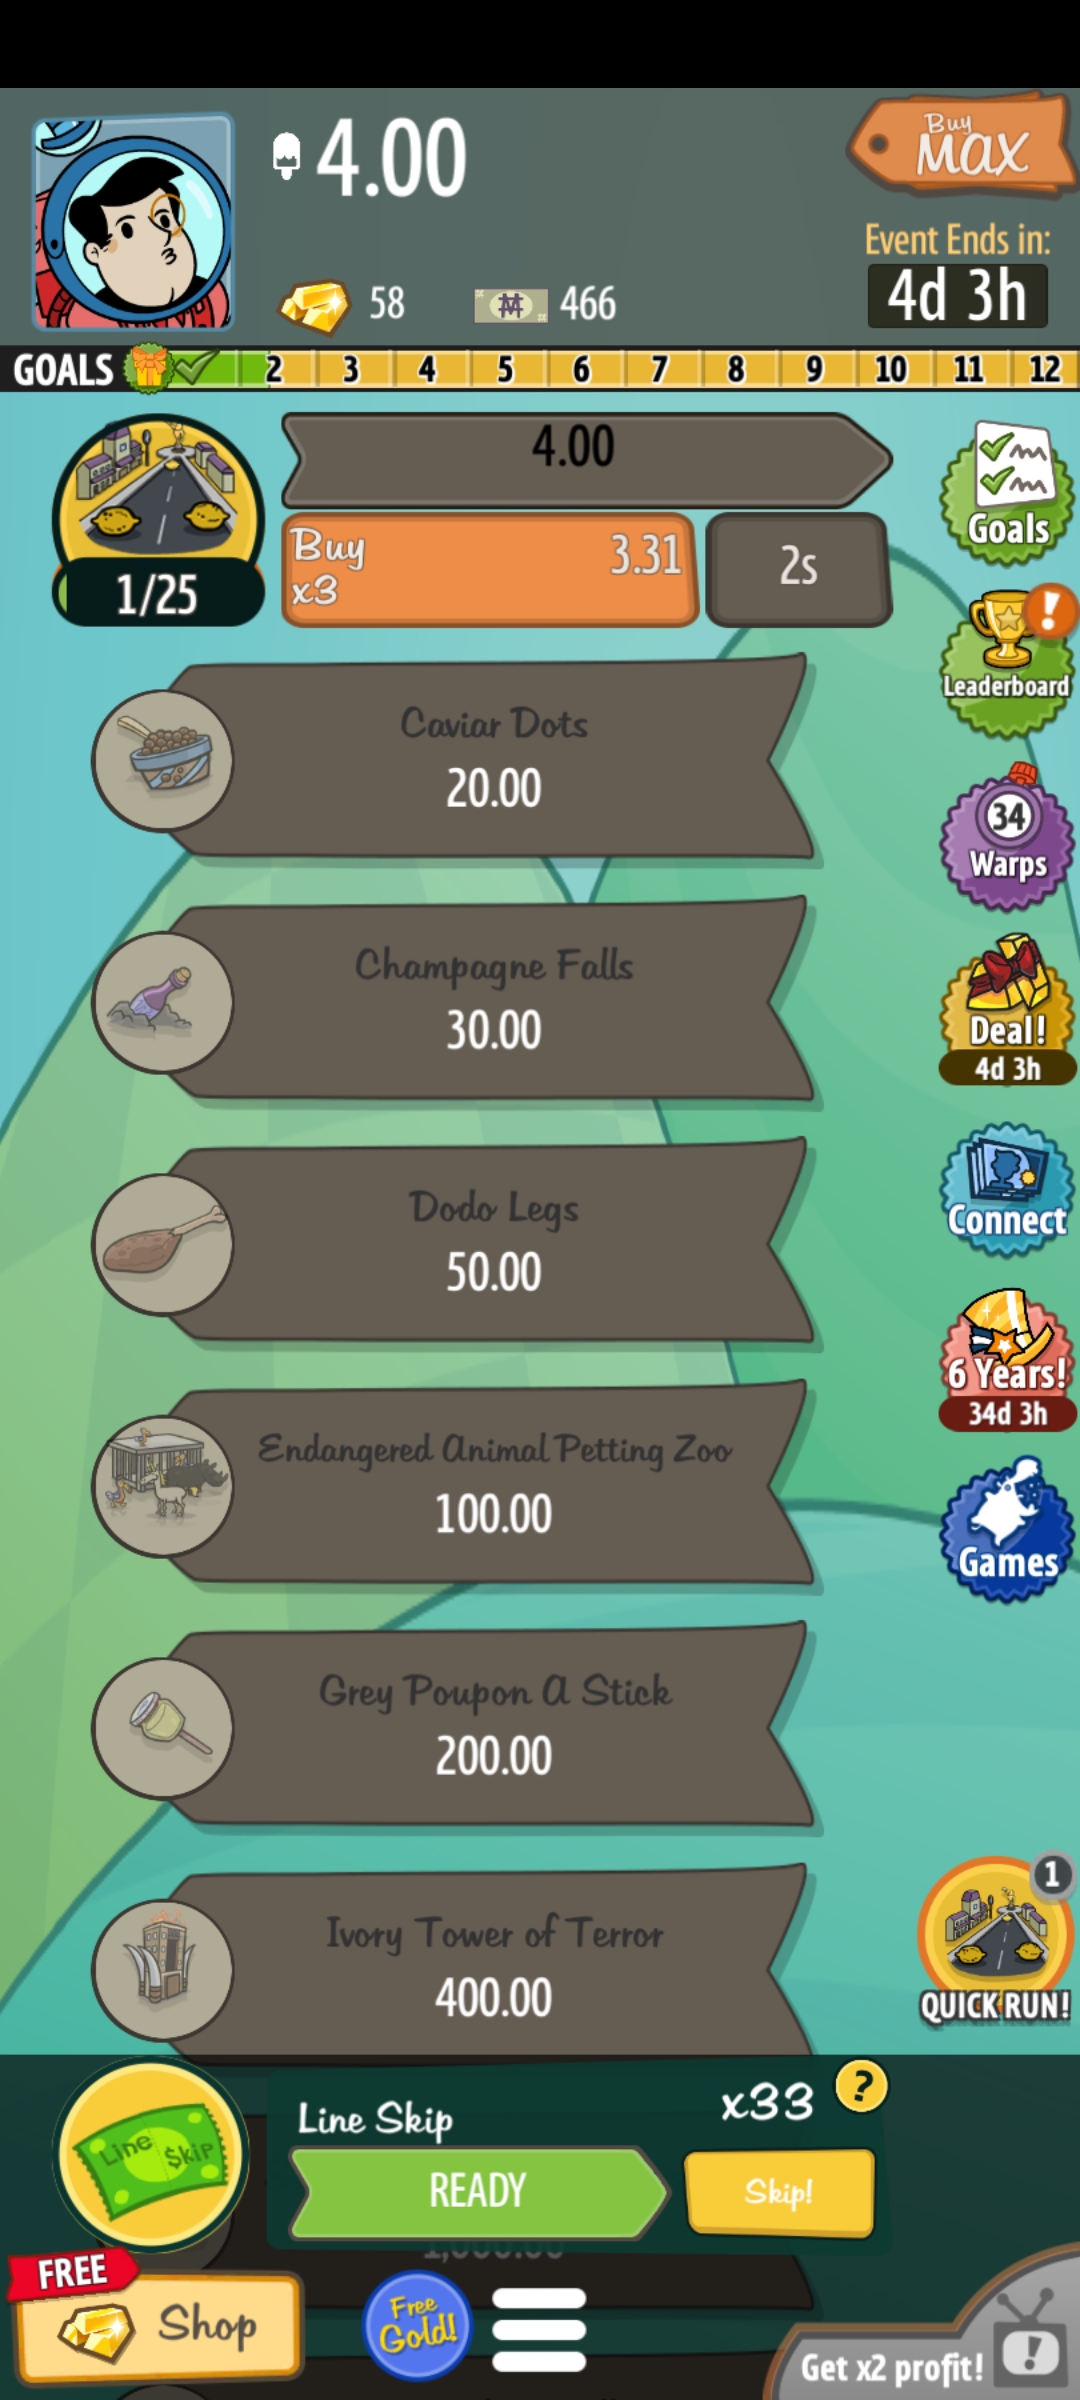 4.00
Buy
MAX
Event Ends in:
58
466
4d 3h
GOALS 2 3 4 5 6 7 8 9 10 11 12
4.00
Buy
x3
3.31
2s
1/25
Goals
!
Leaderboard
Caviar Dots
20.00
34
Warps
Champagne Falls
30.00
Deal!
4d 3h
Dodo Legs
50.00
Connect
6 Years!
34d 3h
Endangered Animal Petting Zoo
100.00
Games
Grey Poupon A Stick
200.00
1
QUICK RUN!
Ivory Tower of Terror
400.00
Line Skip
x33
?
Line $kip
READY
Skip!
FREE
Shop
Free
Gold!
Get x2 profit!
!